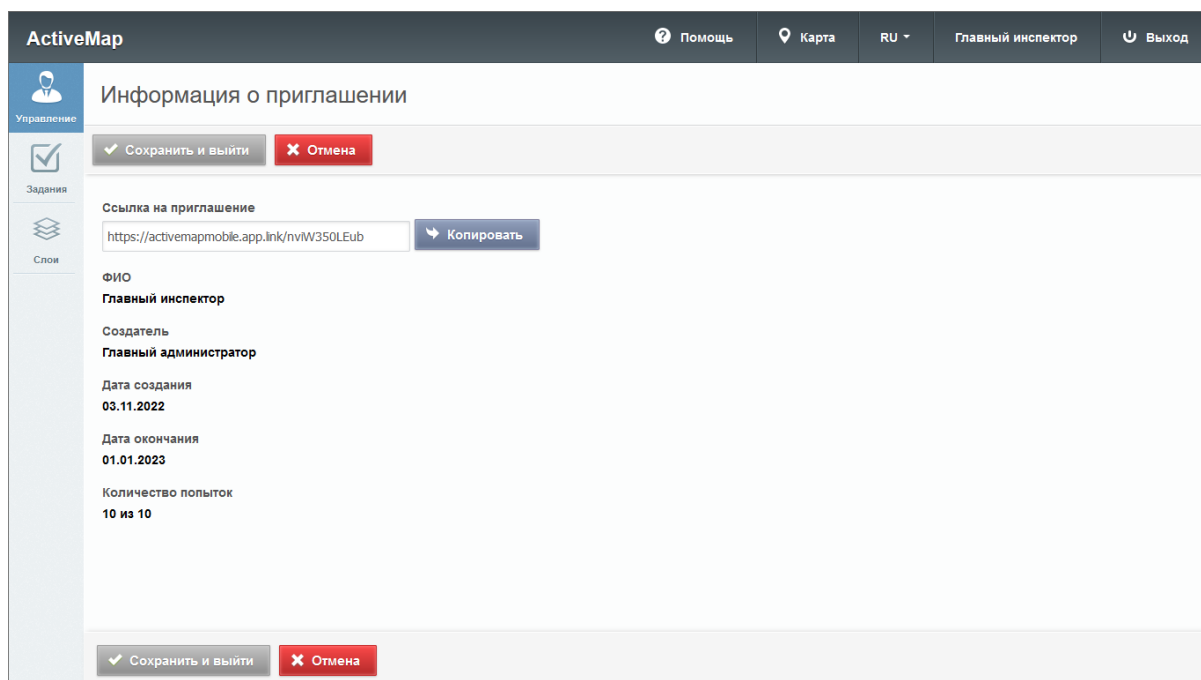 ActiveMap
Помощь
Карта
RU
Главный инспектор
Выход
Управление
Задания
Слои
Информация о приглашении
Сохранить и выйти
Отмена
Ссылка на приглашение
https://activemapmobile.app.link/nviW350LEub
Копировать
ФИО
Главный инспектор
Создатель
Главный администратор
Дата создания
03.11.2022
Дата окончания
01.01.2023
Количество попыток
10 из 10
Сохранить и выйти
Отмена